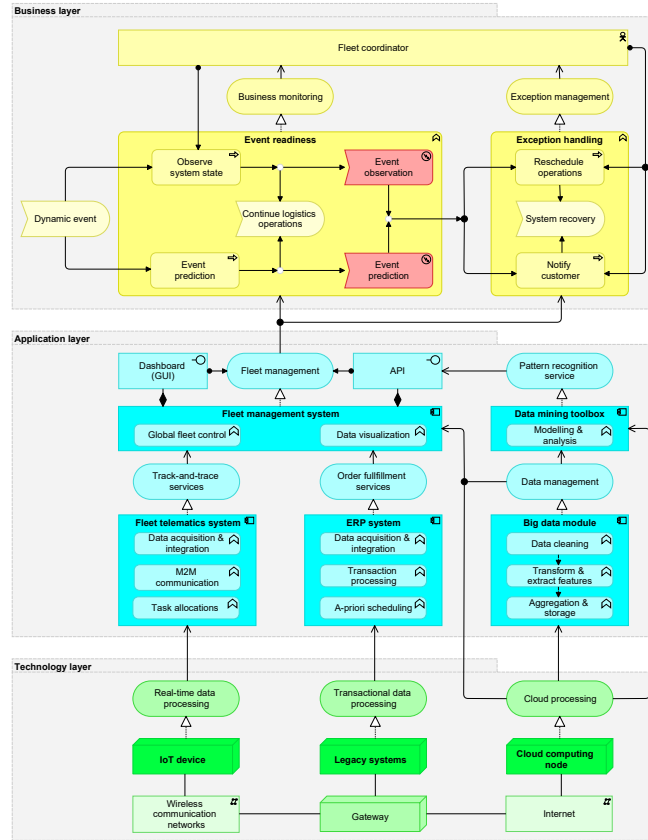 Business layer
Fleet coordinator
Business monitoring
Exception management
Event readiness
Exception handling
Observe
system state
Event
observation
Reschedule
operations
Dynamic event
Continue logistics
operations
System recovery
Event
prediction
Event
prediction
Notify
customer
Application layer
Dashboard
(GUI)
Fleet management
API
Pattern recognition
service
Fleet management system
Data mining toolbox
Global fleet control
Data visualization
Modelling &
analysis
Track-and-trace
services
Order fullfillment
services
Data management
Fleet telematics system
ERP system
Big data module
Data acquisition &
integration
Data acquisition &
integration
Data cleaning
M2M
communication
Transaction
processing
Transform &
extract features
Task allocations
A-priori scheduling
Aggregation &
storage
Technology layer
Real-time data
processing
Transactional data
processing
Cloud processing
IoT device
Legacy systems
Cloud computing
node
Wireless
communication
networks
Gateway
Internet